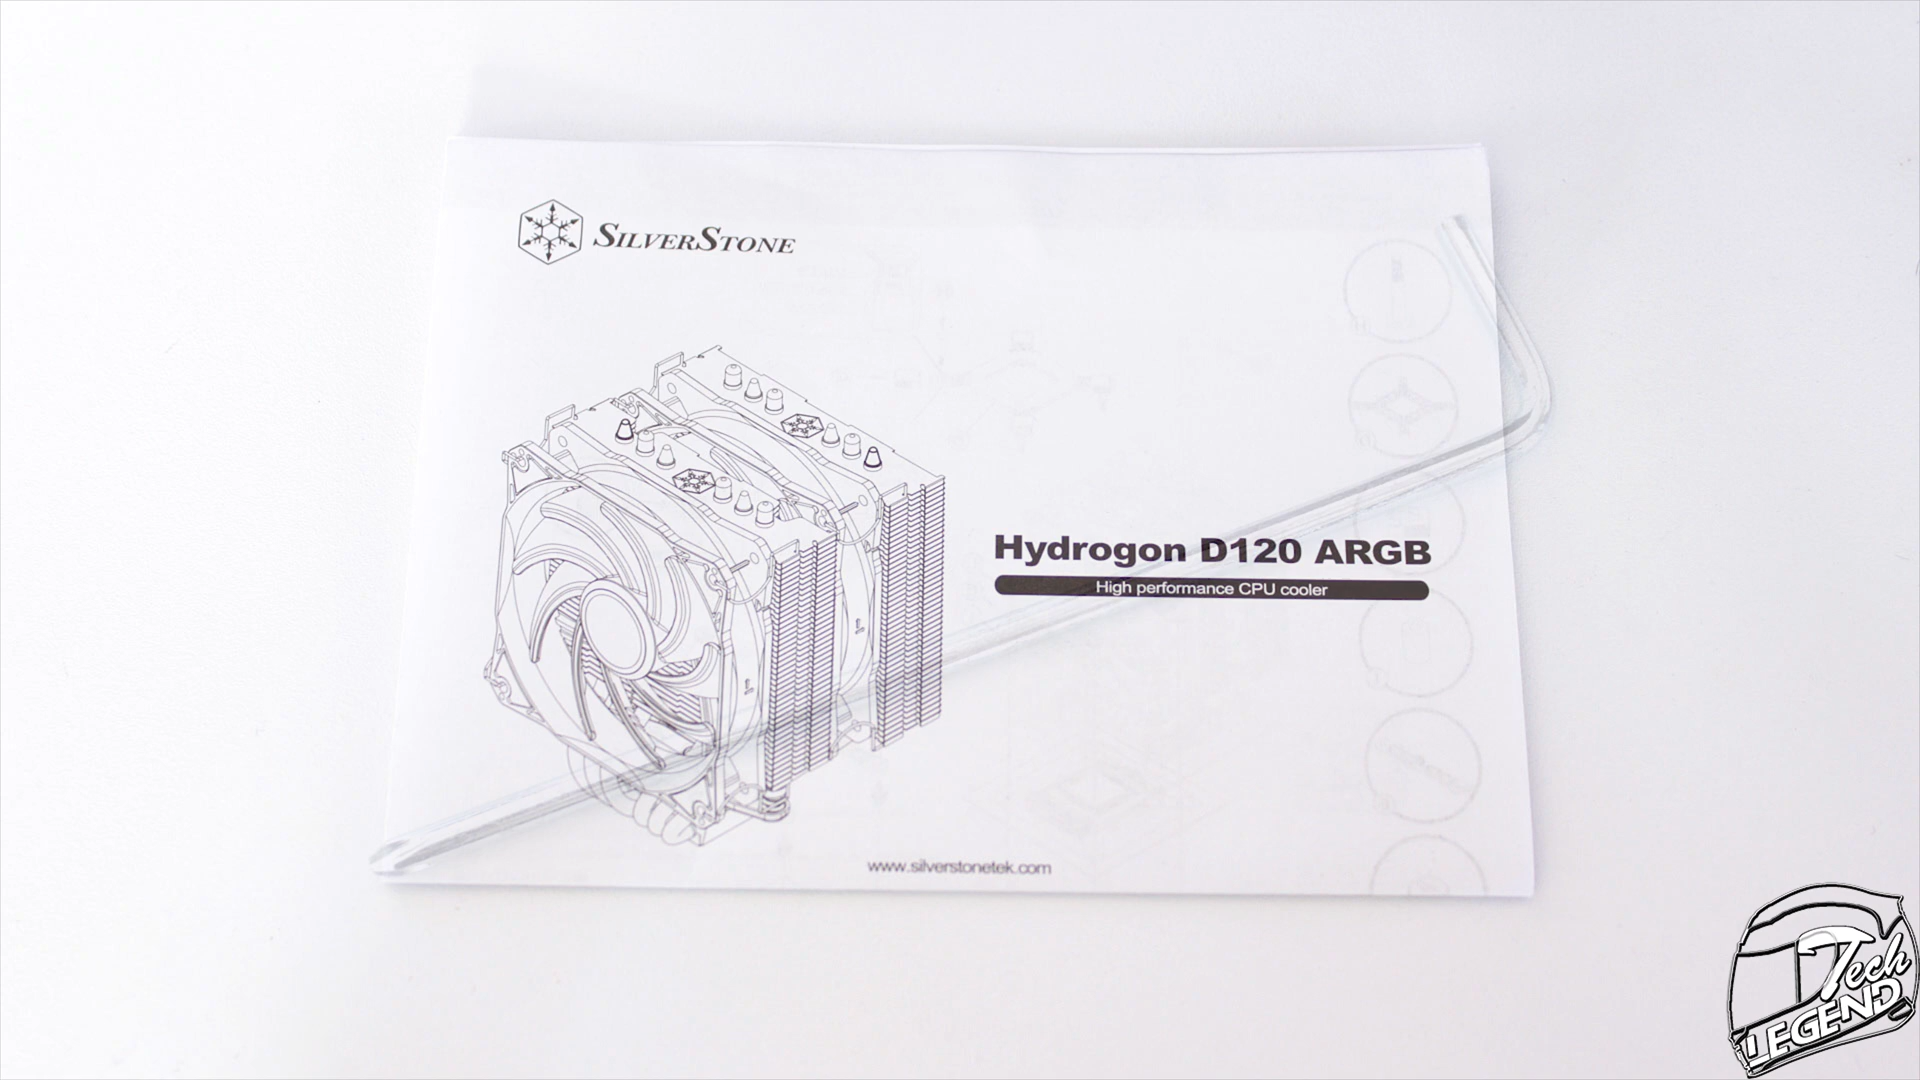 SILVERSTONE
Hydrogon D120 ARGB
High performance CPU cooler
www.silverstonetek.com
Tech
LEGEND